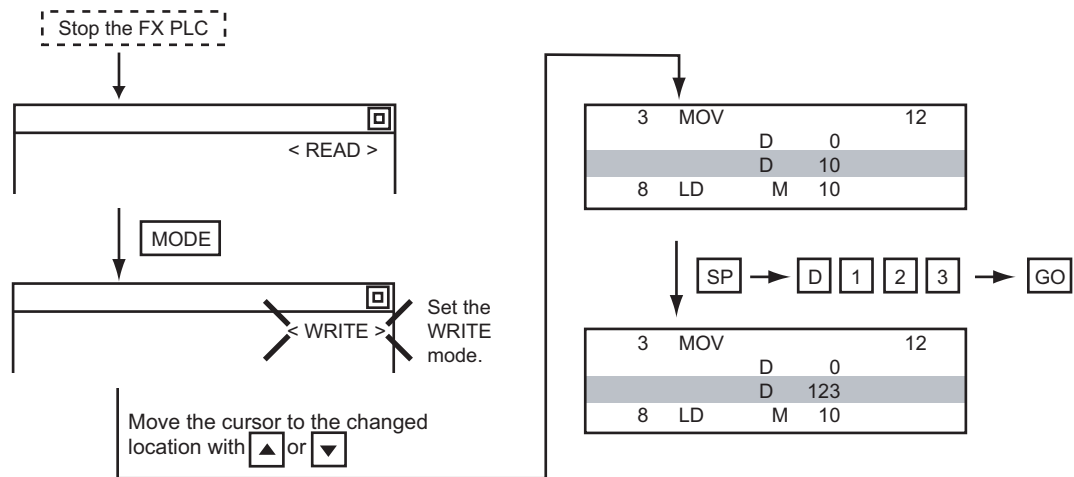 Stop the FX PLC
< READ >
MODE
< WRITE >
Set the
WRITE
mode.
Move the cursor to the changed
location with ▲ or ▼
3 MOV 12
D 0
D 10
8 LD M 10
SP D 1 2 3 GO
3 MOV 12
D 0
D 123
8 LD M 10